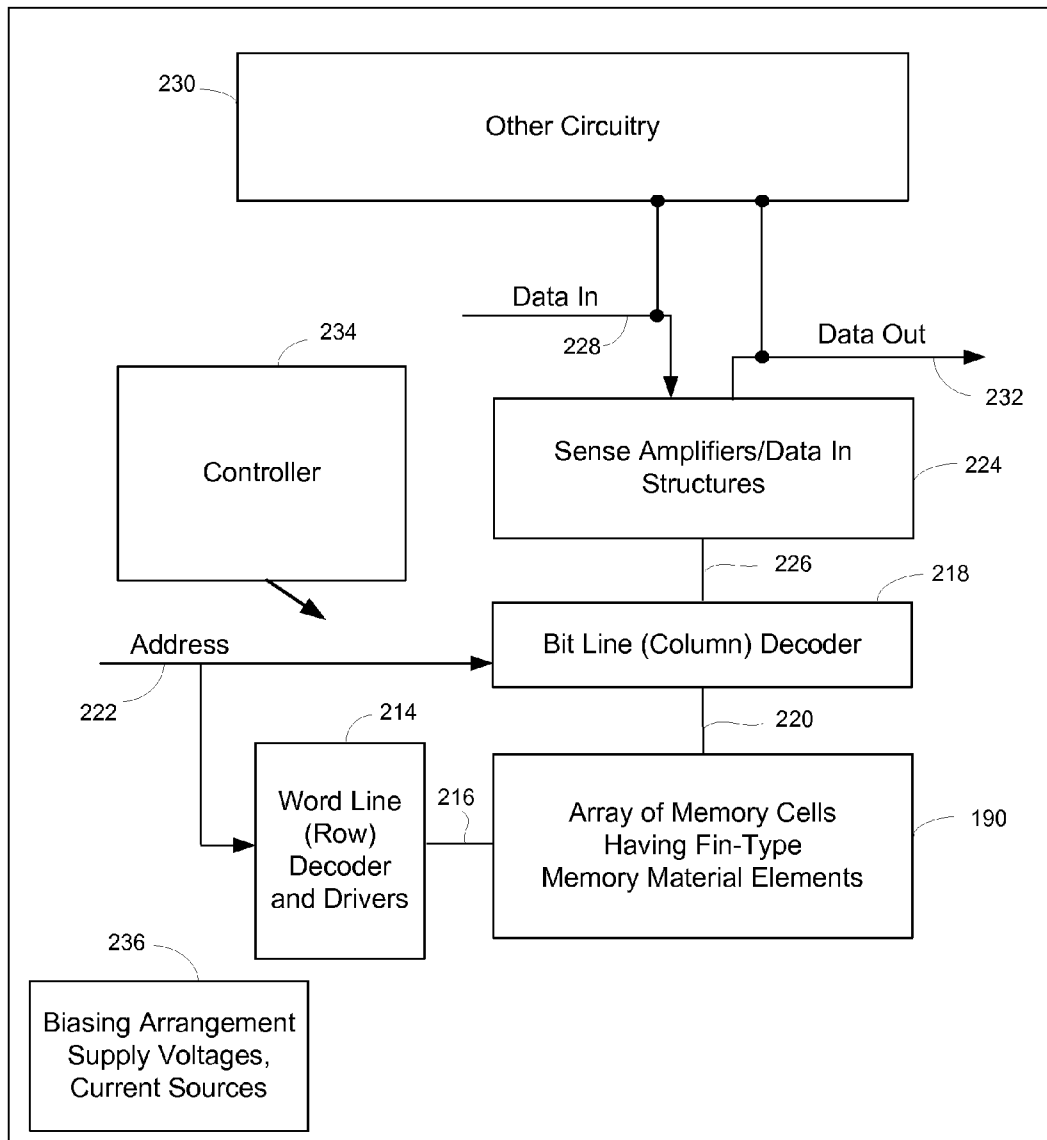 230
Other Circuitry
Data In
228
234
Data Out
232
Controller
Sense Amplifiers/Data In
Structures
224
226
218
Address
Bit Line (Column) Decoder
222
214
220
Word Line
(Row)
Decoder
and Drivers
216
Array of Memory Cells
Having Fin-Type
Memory Material Elements
190
236
Biasing Arrangement
Supply Voltages,
Current Sources